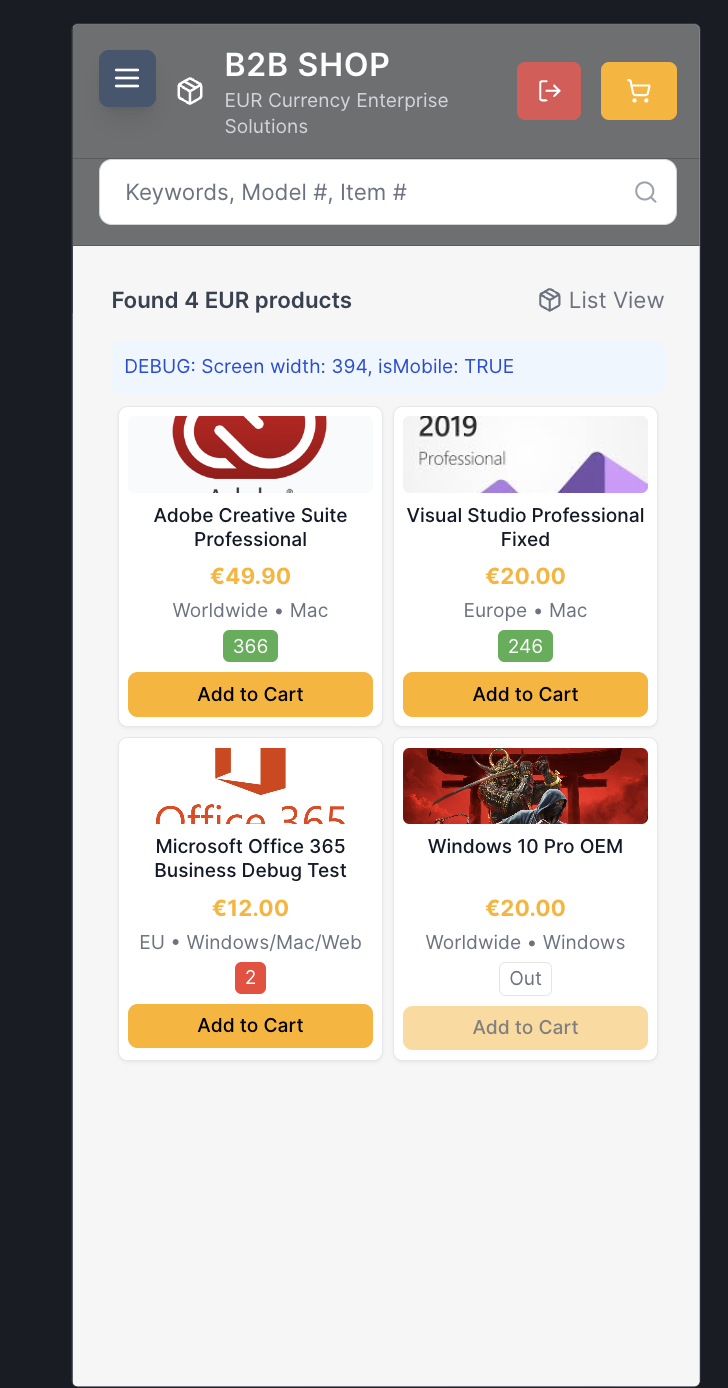 B2B SHOP
EUR Currency Enterprise
Solutions
Keywords, Model #, Item #
Found 4 EUR products
List View
DEBUG: Screen width: 394, isMobile: TRUE
Adobe Creative Suite
Professional
€49.90
Worldwide • Mac
366
Add to Cart
2019
Professional
Visual Studio Professional
Fixed
€20.00
Europe • Mac
246
Add to Cart
Office 365
Microsoft Office 365
Business Debug Test
€12.00
EU • Windows/Mac/Web
2
Add to Cart
Windows 10 Pro OEM
€20.00
Worldwide • Windows
Out
Add to Cart